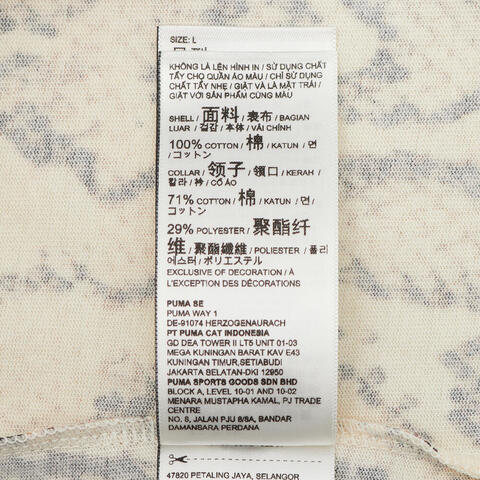 SIZE: L
KHÔNG LÀ LÊN HÌNH IN / SỬ DỤNG CHẤT
TẨY CHO QUẦN ÁO MÀU / CHỈ SỬ DỤNG
CHẤT TẨY NHẸ / GIẶT VÀ LÀ MẶT TRÁI /
GIẶT VỚI SẢN PHẨM CÙNG MÀU
SHELL / 面料 / 表布 / BAGIAN
LUAR / 겉감 / 本体 / VẢI CHÍNH
100% COTTON / 棉 / KATUN / 면
/ コットン
COLLAR / 领子 / 領口 / KERAH /
칼라 / 衿 / CỔ ÁO
71% COTTON / 棉 / KATUN / 면 /
コットン
29% POLYESTER / 聚酯纤
维 / 聚酯纖維 / POLIESTER / 폴리
에스터 / ポリエステル
EXCLUSIVE OF DECORATION / À
L'EXCEPTION DES DÉCORATIONS
PUMA SE
PUMA WAY 1
DE-91074 HERZOGENAURACH
PT PUMA CAT INDONESIA
GD DEA TOWER II LT5 UNIT 01-03
MEGA KUNINGAN BARAT KAV E43
KUNINGAN TIMUR,SETIABUDI
JAKARTA SELATAN-DKI 12950
PUMA SPORTS GOODS SDN BHD
BLOCK A, LEVEL 10-01 AND 10-02
MENARA MUSTAPHA KAMAL, PJ TRADE
CENTRE
NO. 8, JALAN PJU 8/8A, BANDAR
DAMANSARA PERDANA
47820 PETALING JAYA, SELANGOR